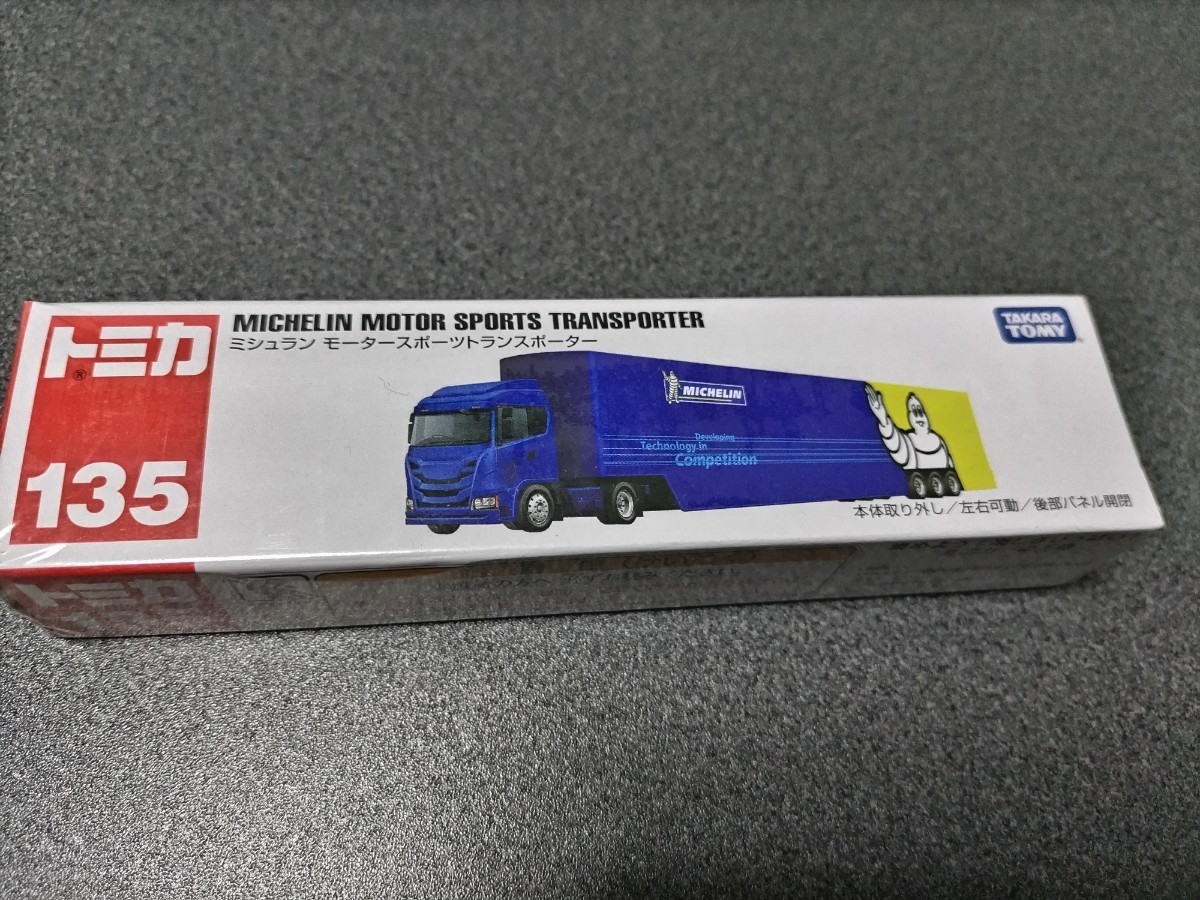 トミカ
®
135
MICHELIN MOTOR SPORTS TRANSPORTER
ミシュラン モータースポーツトランスポーター
TAKARA
TOMY
MICHELIN
Developing
Technology in
Competition
本体取り外し/左右可動/後部パネル開閉
トミカ